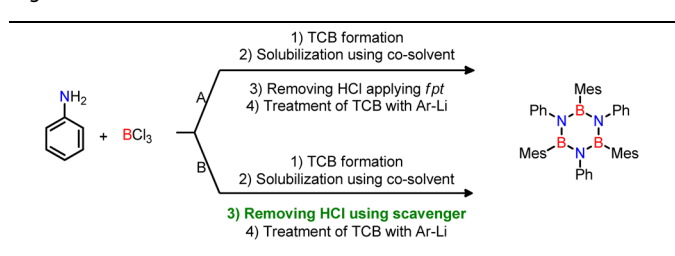 1) TCB formation
2) Solubilization using co-solvent
3) Removing HCl applying fpt
4) Treatment of TCB with Ar-Li
A
NH2
+ BCl3
B
1) TCB formation
2) Solubilization using co-solvent
3) Removing HCl using scavenger
4) Treatment of TCB with Ar-Li
Mes
Ph B Ph
N N
B B
Mes N Mes
Ph